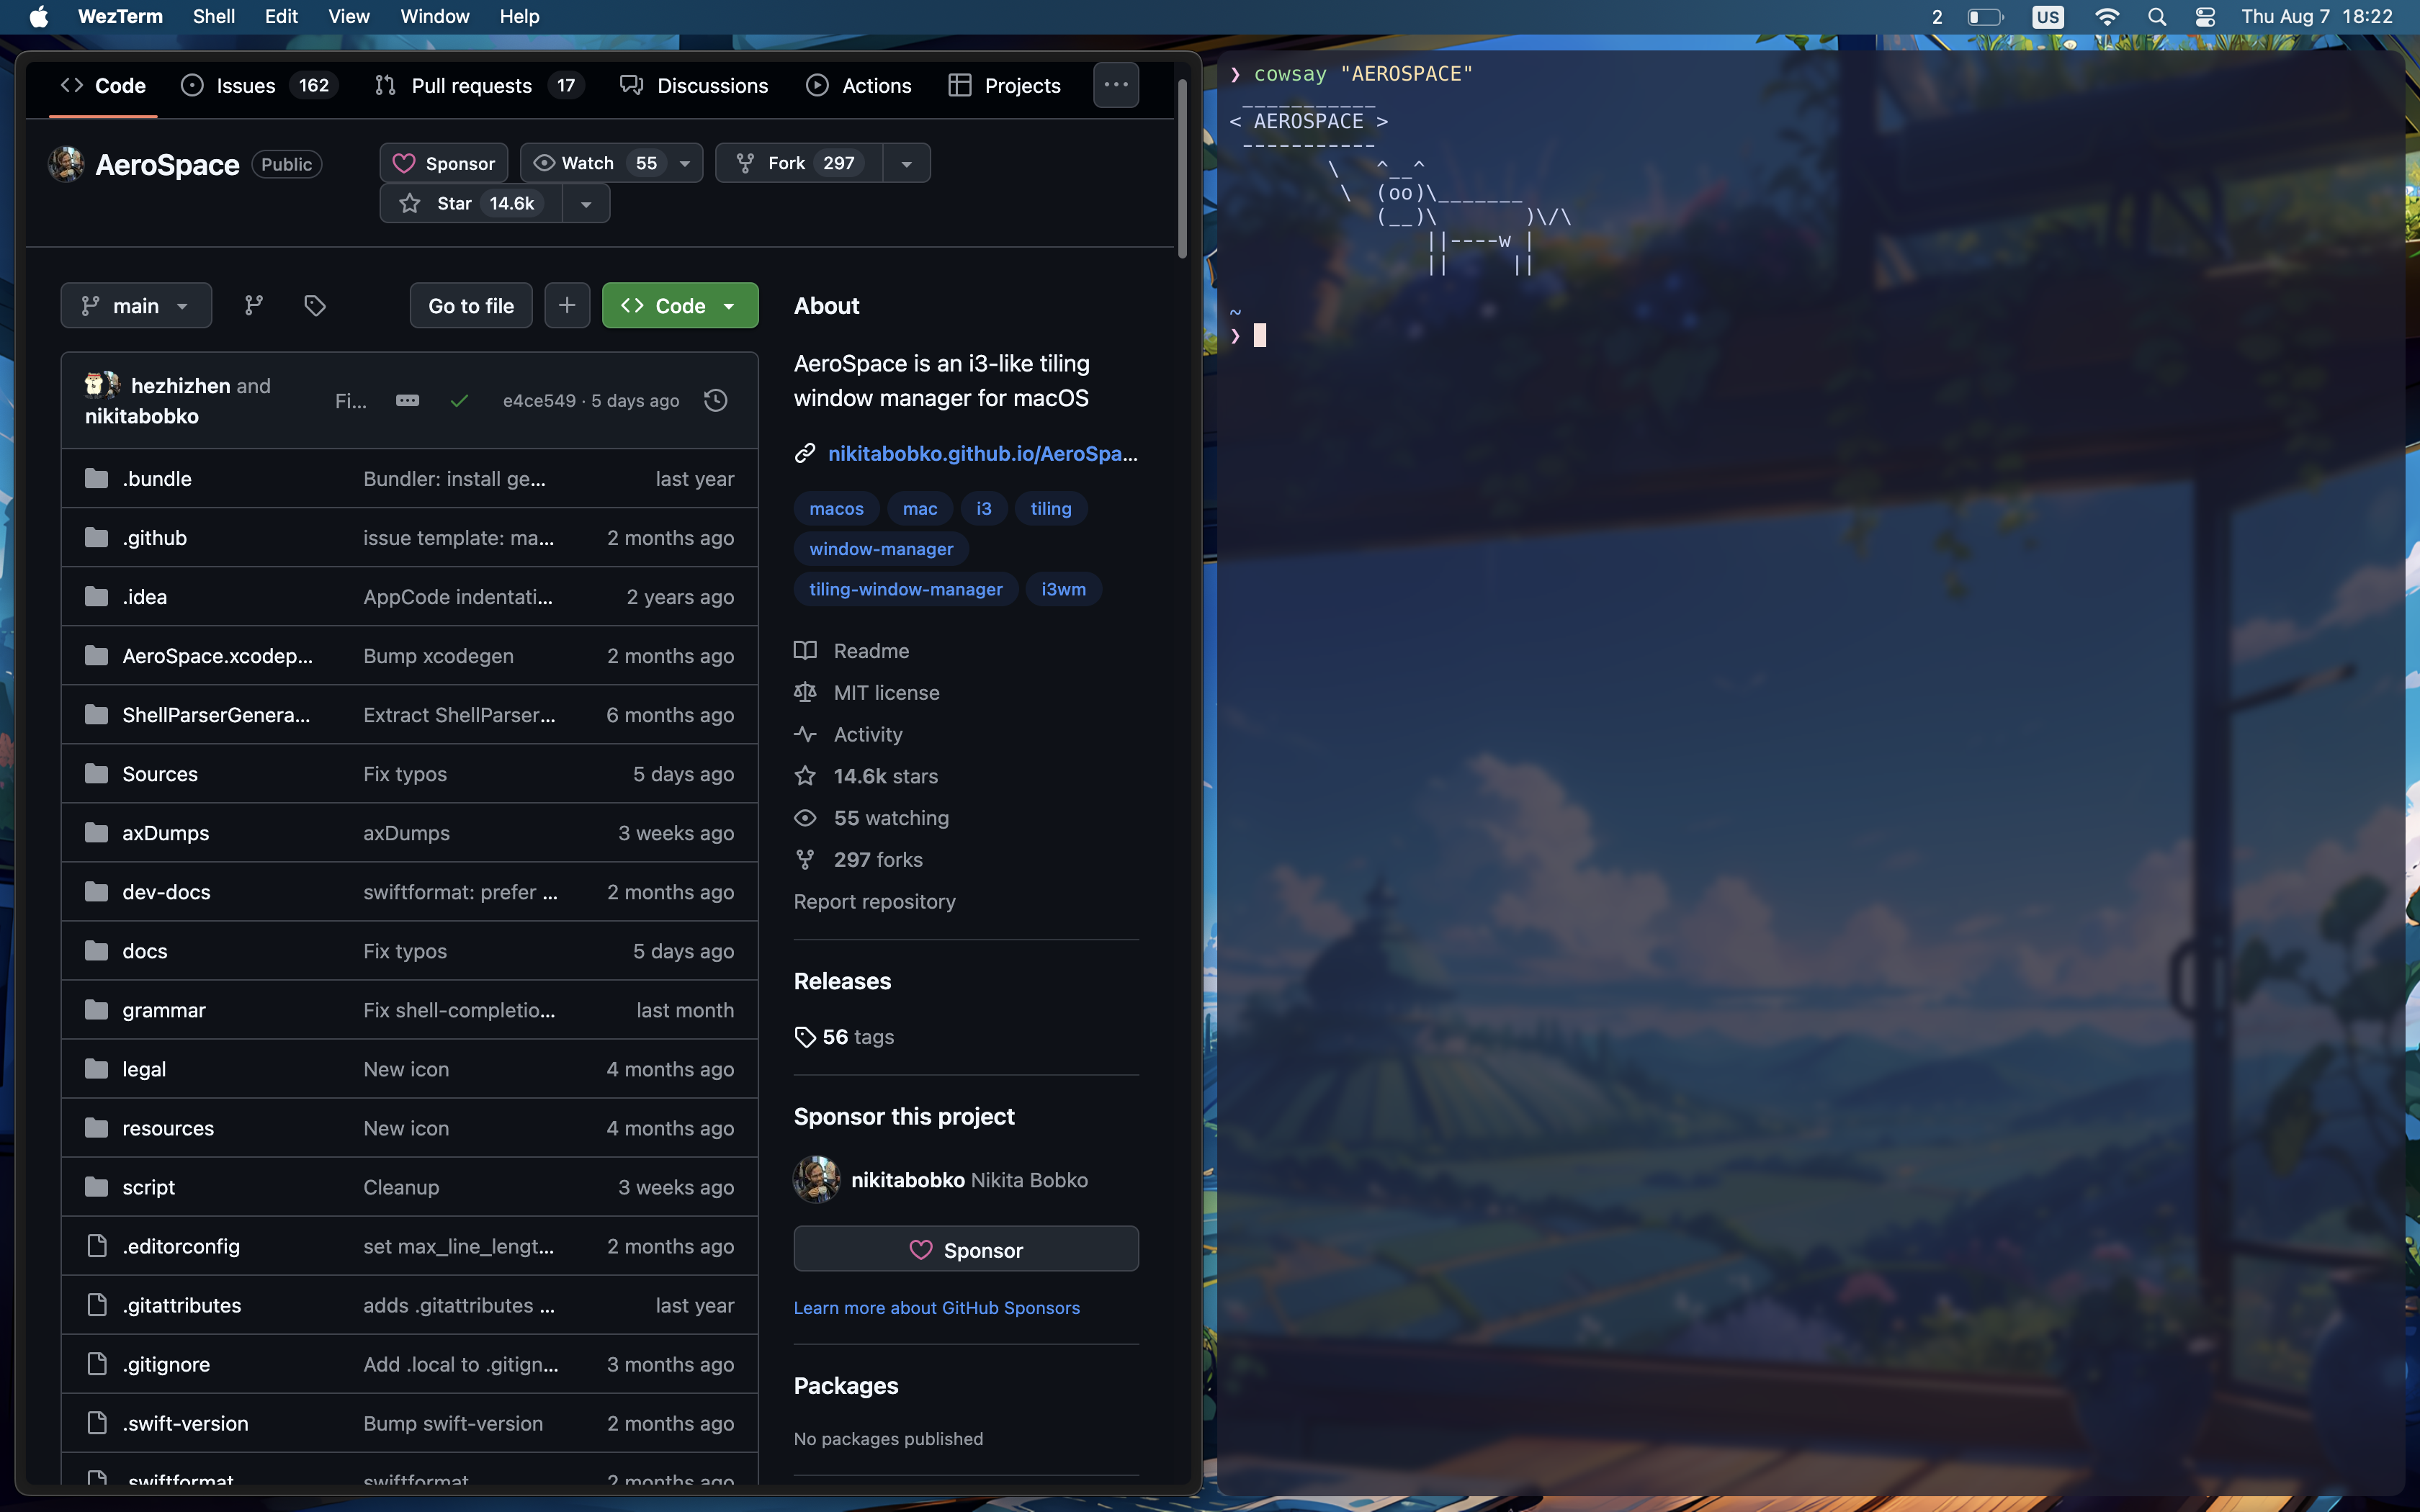 WezTerm Shell Edit View Window Help 2 US Thu Aug 7 18:22
Code Issues 162 Pull requests 17 Discussions Actions Projects
AeroSpace Public Sponsor Watch 55 Fork 297
Star 14.6k
main Go to file + Code
hezhizhen and nikitabobko Fi... e4ce549 · 5 days ago
.bundle Bundler: install ge... last year
.github issue template: ma... 2 months ago
.idea AppCode indentati... 2 years ago
AeroSpace.xcodep... Bump xcodegen 2 months ago
ShellParserGenera... Extract ShellParser... 6 months ago
Sources Fix typos 5 days ago
axDumps axDumps 3 weeks ago
dev-docs swiftformat: prefer ... 2 months ago
docs Fix typos 5 days ago
grammar Fix shell-completio... last month
legal New icon 4 months ago
resources New icon 4 months ago
script Cleanup 3 weeks ago
.editorconfig set max_line_lengt... 2 months ago
.gitattributes adds .gitattributes ... last year
.gitignore Add .local to .gitign... 3 months ago
.swift-version Bump swift-version 2 months ago
.swiftformat swiftformat 2 months ago
About
AeroSpace is an i3-like tiling
window manager for macOS
nikitabobko.github.io/AeroSpa...
macos mac i3 tiling
window-manager
tiling-window-manager i3wm
Readme
MIT license
Activity
14.6k stars
55 watching
297 forks
Report repository
Releases
56 tags
Sponsor this project
nikitabobko Nikita Bobko
Sponsor
Learn more about GitHub Sponsors
Packages
No packages published
❯ cowsay "AEROSPACE"
 ___________
< AEROSPACE >
 -----------
        \   ^__^
         \  (oo)\_______
            (__)\       )\/\
                ||----w |
                ||     ||
~
❯